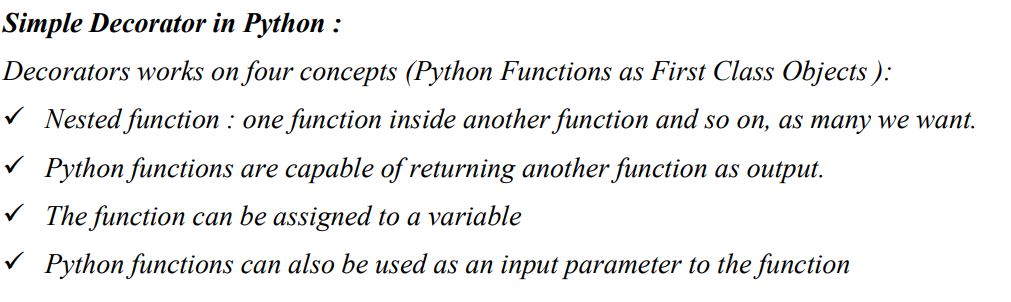 Simple Decorator in Python :
Decorators works on four concepts (Python Functions as First Class Objects ):
✓ Nested function : one function inside another function and so on, as many we want.
✓ Python functions are capable of returning another function as output.
✓ The function can be assigned to a variable
✓ Python functions can also be used as an input parameter to the function